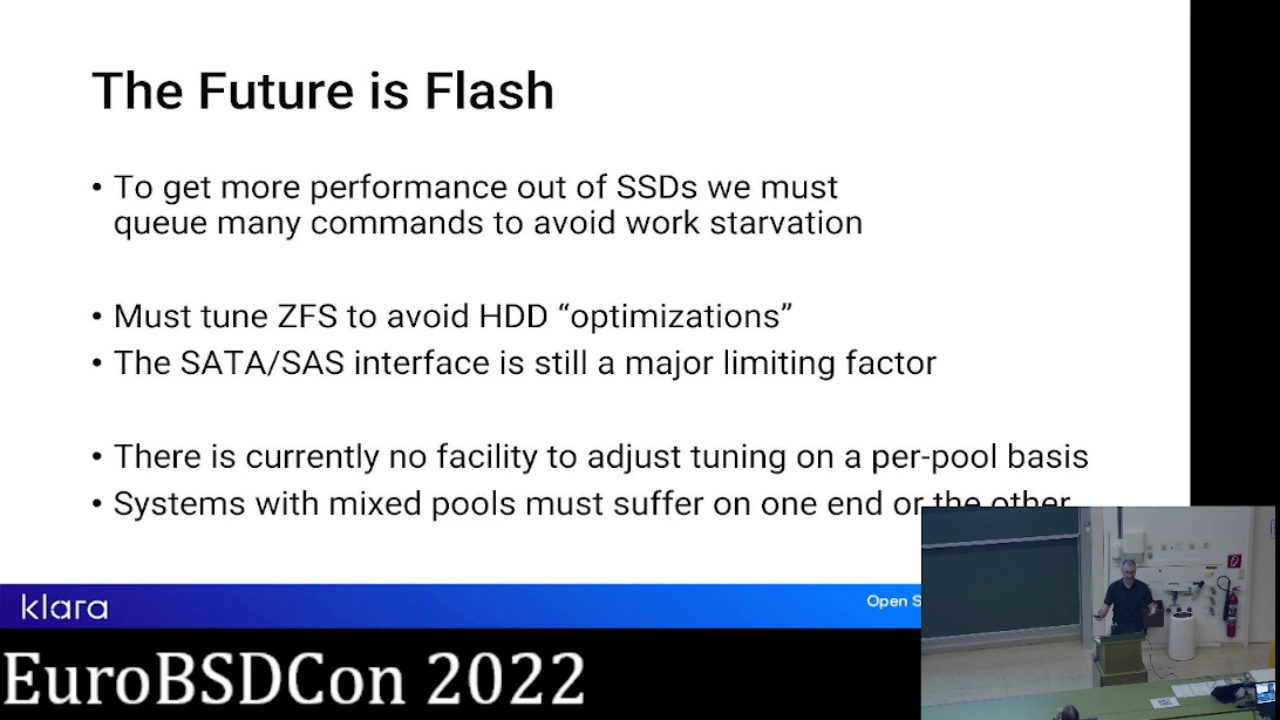 The Future is Flash
• To get more performance out of SSDs we must
queue many commands to avoid work starvation
• Must tune ZFS to avoid HDD “optimizations”
• The SATA/SAS interface is still a major limiting factor
• There is currently no facility to adjust tuning on a per-pool basis
• Systems with mixed pools must suffer on one end or the other
klara
Open S
EuroBSDCon 2022